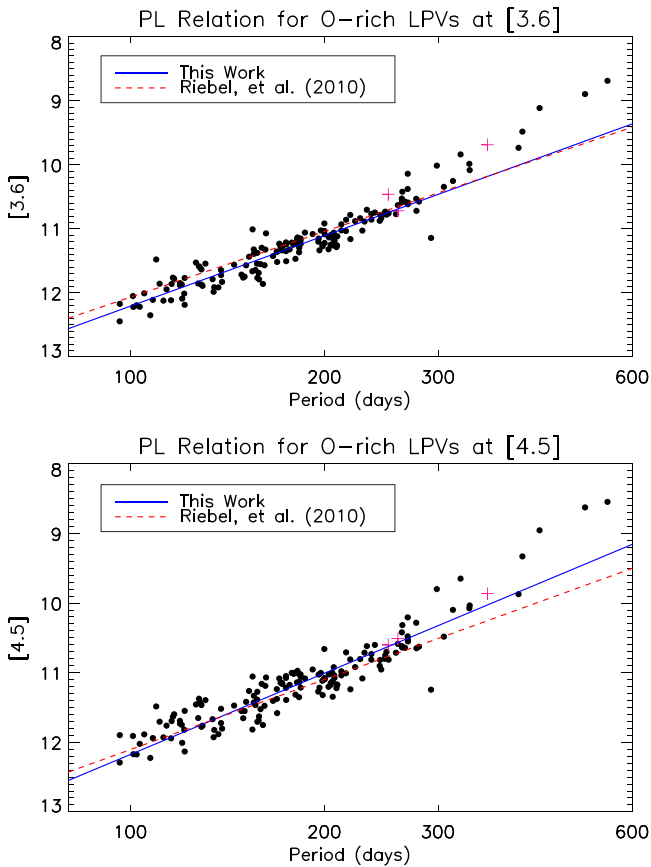 PL Relation for O-rich LPVs at [3.6]
8
9
10
11
12
13
[3.6]
This Work
Riebel, et al. (2010)
100 200 300 600
Period (days)
PL Relation for O-rich LPVs at [4.5]
8
9
10
11
12
13
[4.5]
This Work
Riebel, et al. (2010)
100 200 300 600
Period (days)